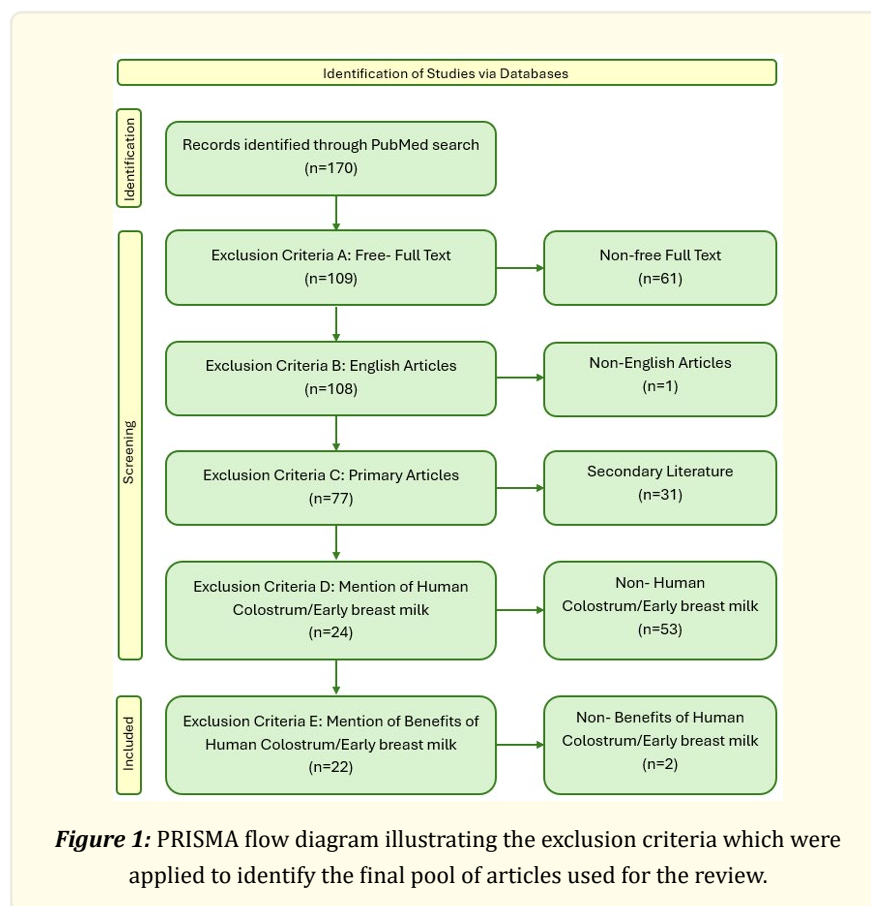 Identification of Studies via Databases
Identification
Records identified through PubMed search
(n=170)
Screening
Exclusion Criteria A: Free- Full Text
(n=109)
Non-free Full Text
(n=61)
Exclusion Criteria B: English Articles
(n=108)
Non-English Articles
(n=1)
Exclusion Criteria C: Primary Articles
(n=77)
Secondary Literature
(n=31)
Exclusion Criteria D: Mention of Human
Colostrum/Early breast milk
(n=24)
Non- Human
Colostrum/Early breast milk
(n=53)
Included
Exclusion Criteria E: Mention of Benefits of
Human Colostrum/Early breast milk
(n=22)
Non- Benefits of Human
Colostrum/Early breast milk
(n=2)
Figure 1: PRISMA flow diagram illustrating the exclusion criteria which were
applied to identify the final pool of articles used for the review.